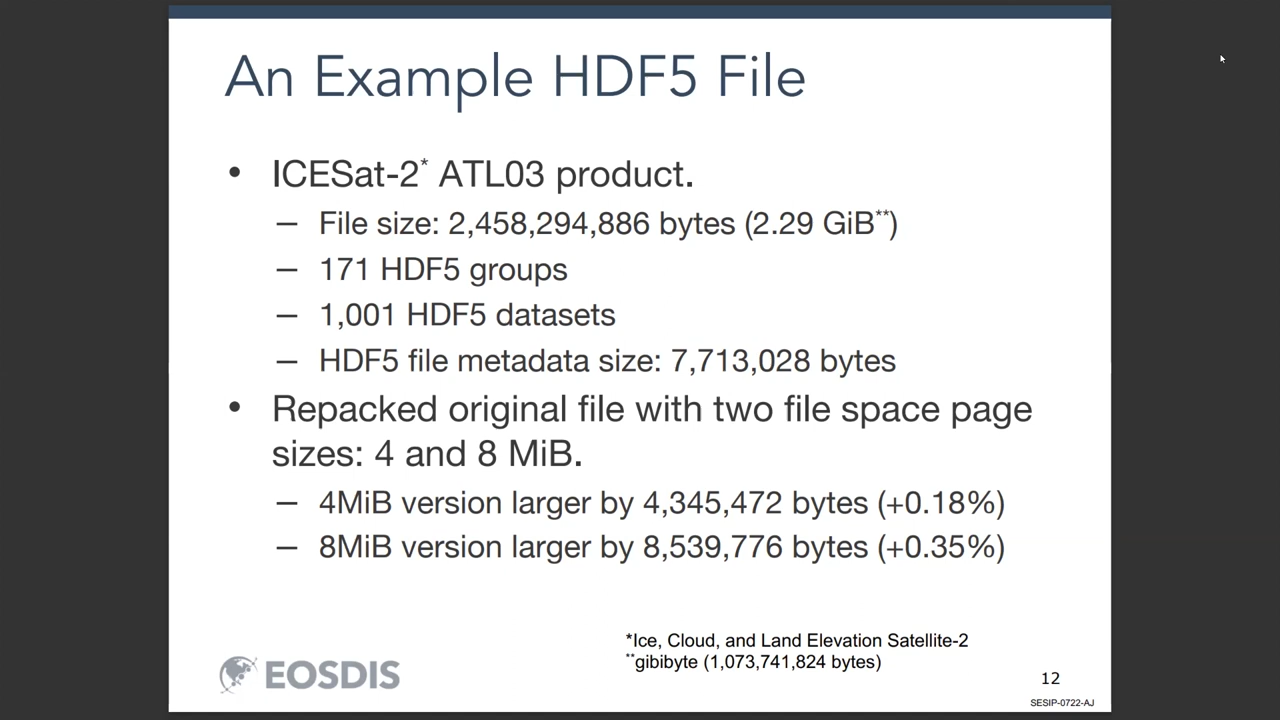 An Example HDF5 File
• ICESat-2* ATL03 product.
– File size: 2,458,294,886 bytes (2.29 GiB**)
– 171 HDF5 groups
– 1,001 HDF5 datasets
– HDF5 file metadata size: 7,713,028 bytes
• Repacked original file with two file space page
sizes: 4 and 8 MiB.
– 4MiB version larger by 4,345,472 bytes (+0.18%)
– 8MiB version larger by 8,539,776 bytes (+0.35%)
*Ice, Cloud, and Land Elevation Satellite-2
**gibibyte (1,073,741,824 bytes)
EOSDIS
12
SESIP-0722-AJ